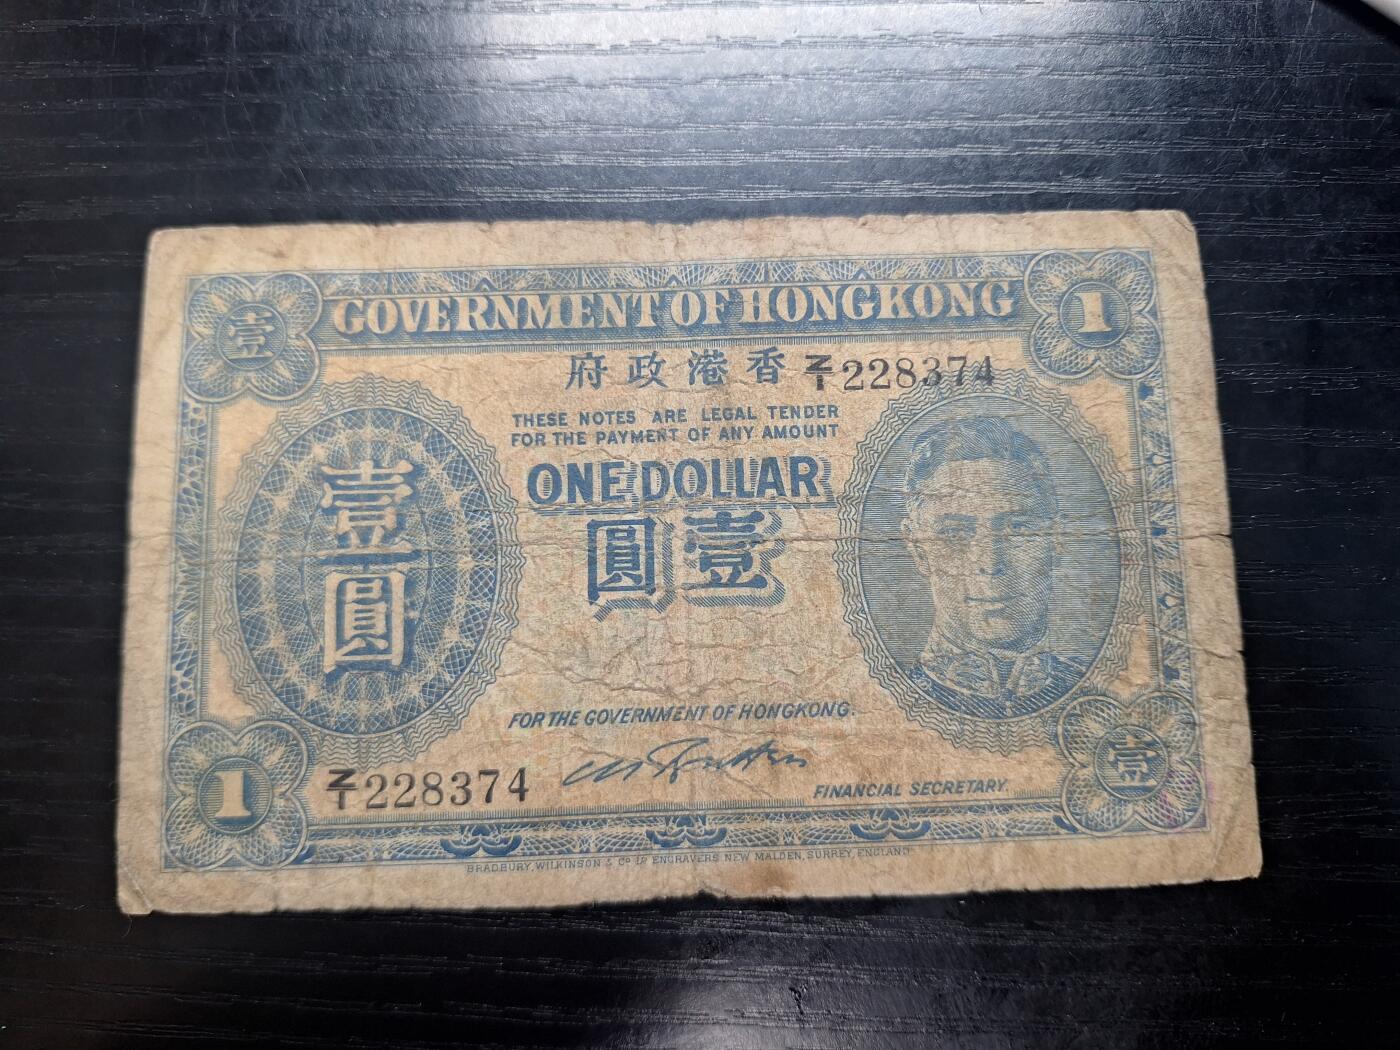 壹
GOVERNMENT OF HONGKONG
1
府政港香
Z/1 228374
THESE NOTES ARE LEGAL TENDER
FOR THE PAYMENT OF ANY AMOUNT
ONE DOLLAR
圓壹
壹圓
FOR THE GOVERNMENT OF HONGKONG.
1
Z/1 228374
FINANCIAL SECRETARY.
壹
BRADBURY, WILKINSON & Co Ld ENGRAVERS NEW MALDEN, SURREY, ENGLAND